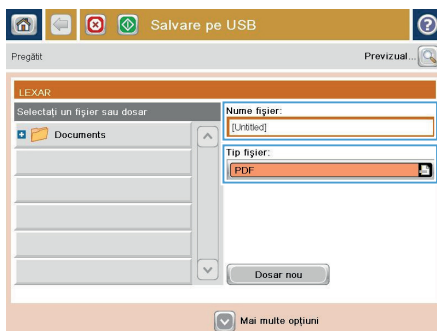 Salvare pe USB
Pregătit
Previzual...
LEXAR
Selectați un fișier sau dosar
Documents
Nume fișier:
[Untitled]
Tip fișier:
PDF
Dosar nou
Mai multe opțiuni